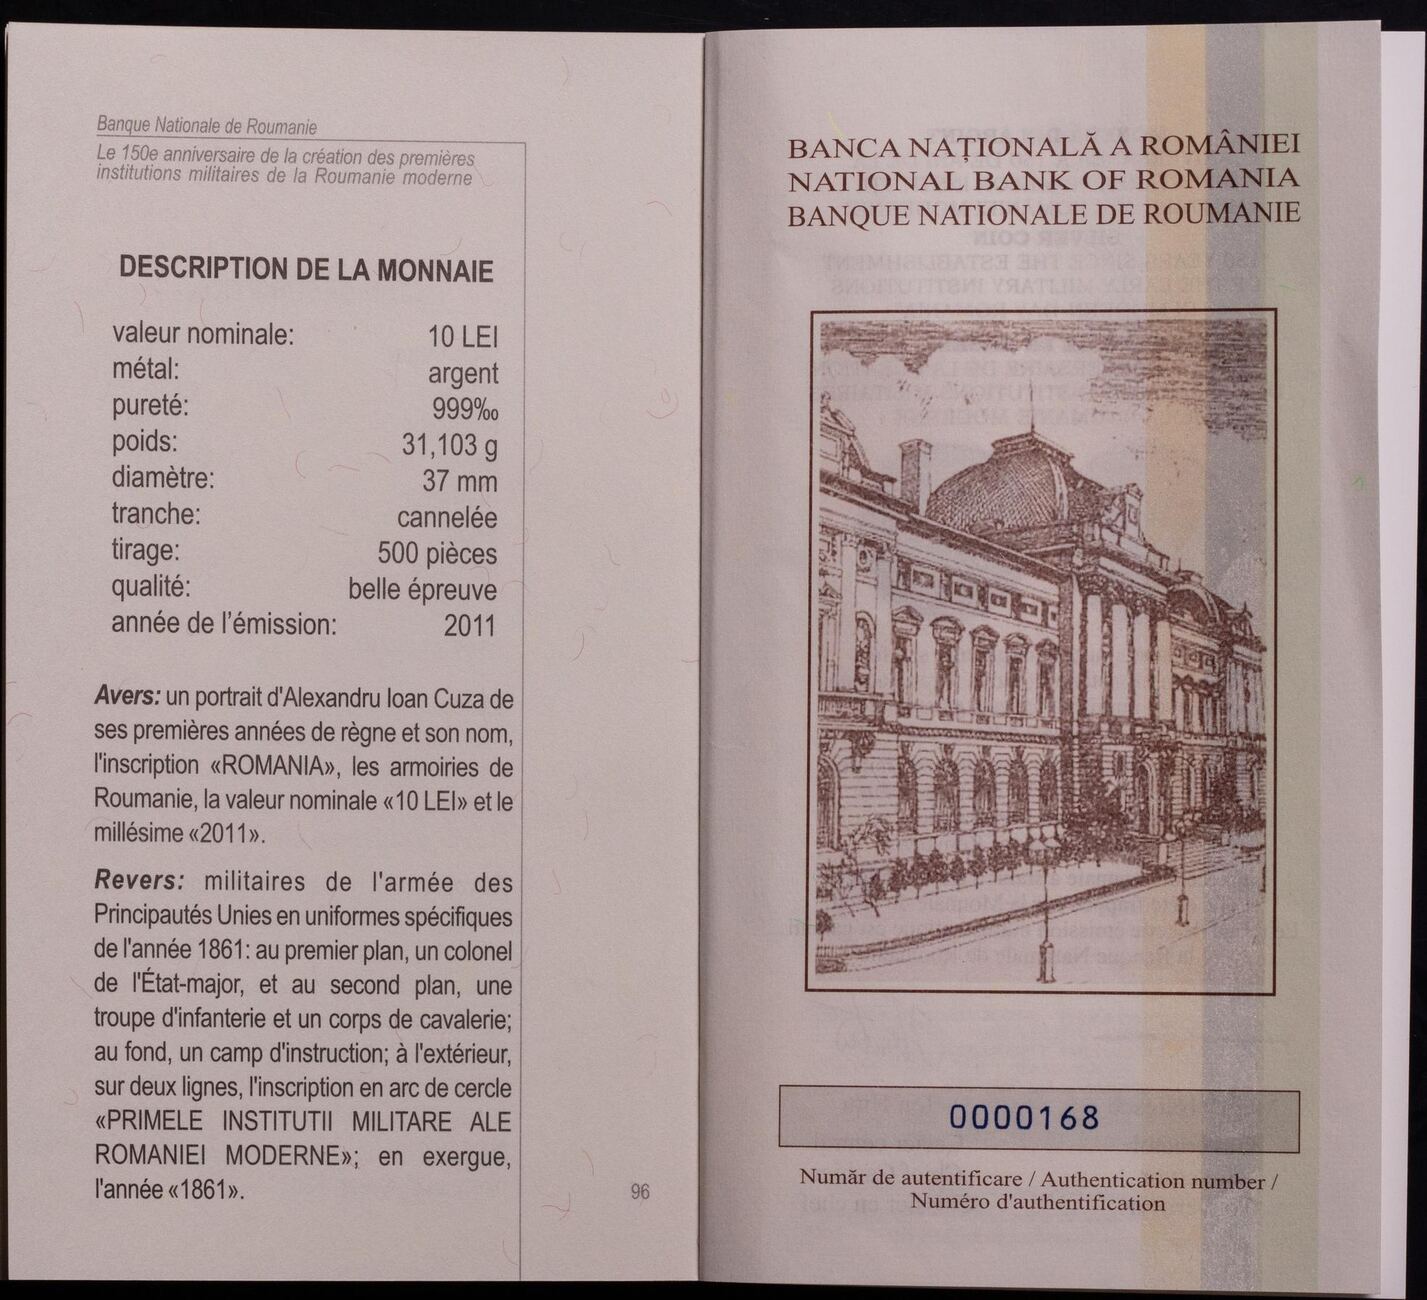 Banque Nationale de Roumanie
Le 150e anniversaire de la création des premières
institutions militaires de la Roumanie moderne
DESCRIPTION DE LA MONNAIE
valeur nominale: 10 LEI
métal: argent
pureté: 999‰
poids: 31,103 g
diamètre: 37 mm
tranche: cannelée
tirage: 500 pièces
qualité: belle épreuve
année de l'émission: 2011
Avers: un portrait d'Alexandru Ioan Cuza de
ses premières années de règne et son nom,
l'inscription «ROMANIA», les armoiries de
Roumanie, la valeur nominale «10 LEI» et le
millésime «2011».
Revers: militaires de l'armée des
Principautés Unies en uniformes spécifiques
de l'année 1861: au premier plan, un colonel
de l'État-major, et au second plan, une
troupe d'infanterie et un corps de cavalerie;
au fond, un camp d'instruction; à l'extérieur,
sur deux lignes, l'inscription en arc de cercle
«PRIMELE INSTITUTII MILITARE ALE
ROMANIEI MODERNE»; en exergue,
l'année «1861».
96
BANCA NAȚIONALĂ A ROMÂNIEI
NATIONAL BANK OF ROMANIA
BANQUE NATIONALE DE ROUMANIE
0000168
Număr de autentificare / Authentication number /
Numéro d'authentification